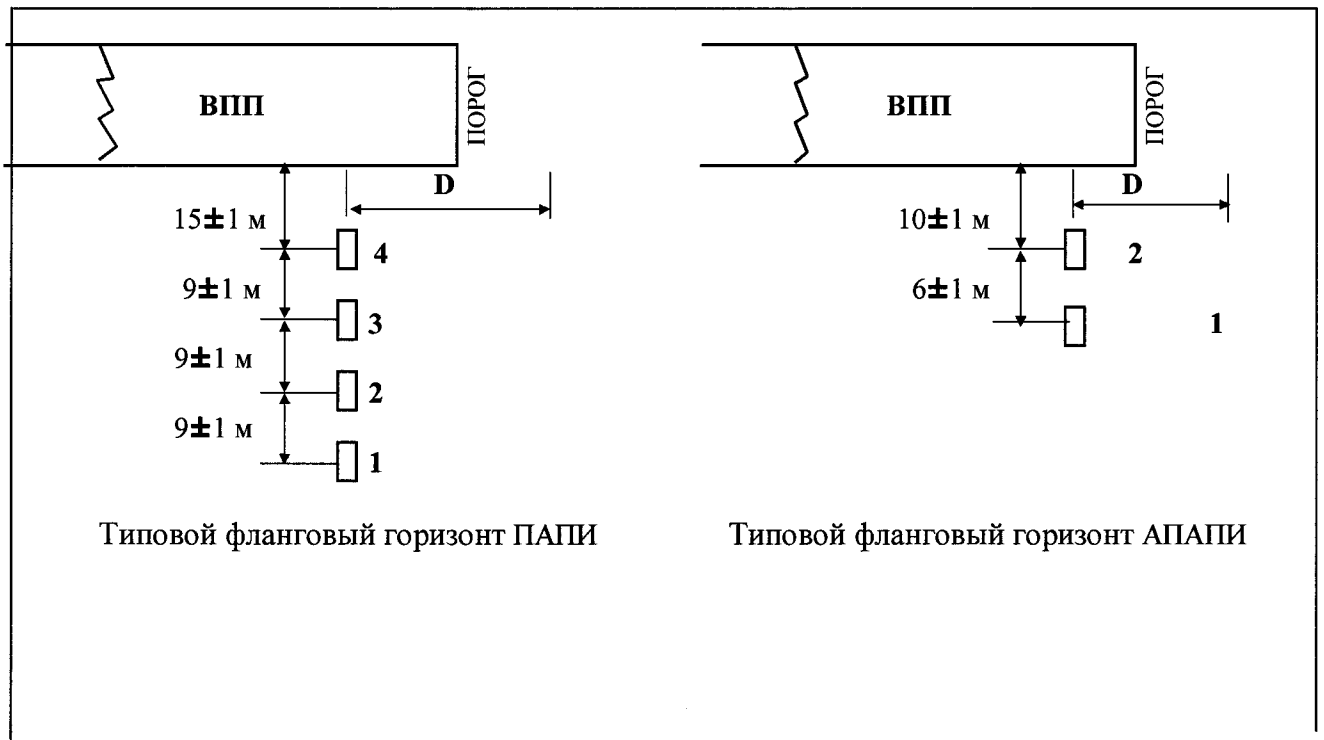 ВПП
ПОРОГ
D
15±1 м
4
9±1 м
3
9±1 м
2
9±1 м
1
Типовой фланговый горизонт ПАПИ
ВПП
ПОРОГ
D
10±1 м
2
6±1 м
1
Типовой фланговый горизонт АПАПИ